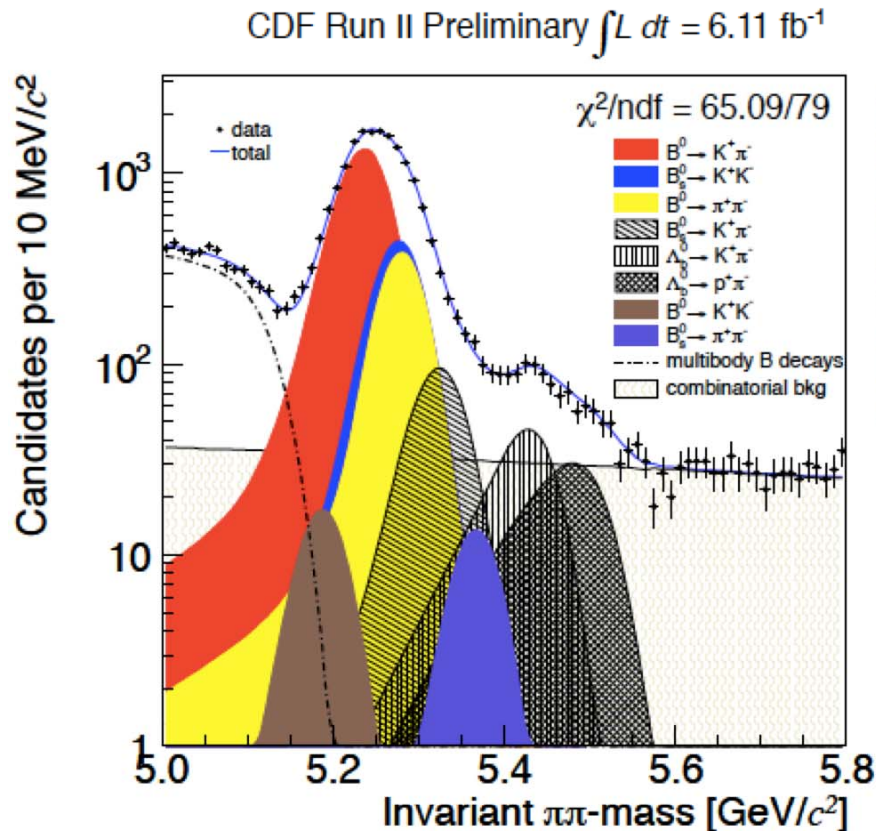 CDF Run II Preliminary ∫L dt = 6.11 fb⁻¹
Candidates per 10 MeV/c²
χ²/ndf = 65.09/79
data
total
B⁰→ K⁺π⁻
B⁰ₛ→ K⁺K⁻
B⁰→ π⁺π⁻
B⁰ₛ→ K⁺π⁻
Λ⁰_b→ K⁺π⁻
Λ⁰_b→ p⁺π⁻
B⁰→ K⁺K⁻
B⁰ₛ→ π⁺π⁻
multibody B decays
combinatorial bkg
10³
10²
10
1
5.0 5.2 5.4 5.6 5.8
Invariant ππ-mass [GeV/c²]